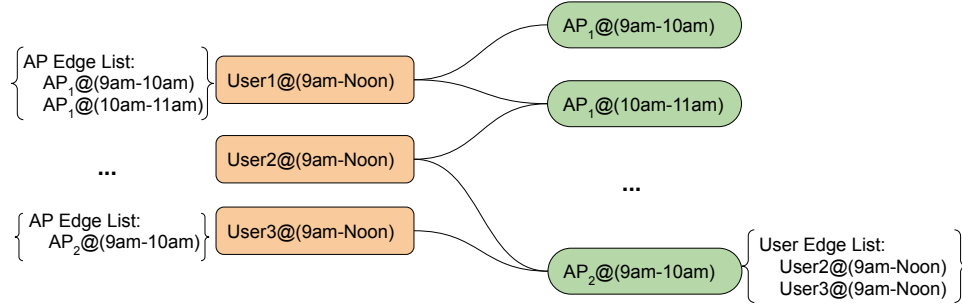 AP₁@(9am-10am)
AP Edge List:
AP₁@(9am-10am)
AP₁@(10am-11am)
User1@(9am-Noon)
AP₁@(10am-11am)
...
User2@(9am-Noon)
...
AP Edge List:
AP₂@(9am-10am)
User3@(9am-Noon)
AP₂@(9am-10am)
User Edge List:
User2@(9am-Noon)
User3@(9am-Noon)